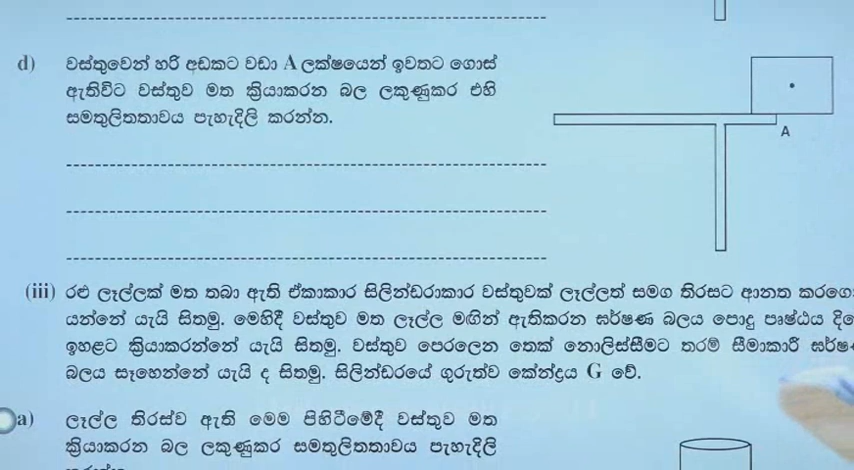 d) වස්තුවෙන් හරි අඩකට වඩා A ලක්ෂයෙන් ඉවතට ගොස්
ඇතිවිට වස්තුව මත ක්‍රියාකරන බල ලකුණුකර එහි
සමතුලිතතාවය පැහැදිලි කරන්න.
A
(iii) රළු ලෑල්ලක් මත තබා ඇති ඒකාකාර සිලින්ඩරාකාර වස්තුවක් ලෑල්ලත් සමග තිරසට ආනත කරගෙ
යන්නේ යැයි සිතමු. මෙහිදී වස්තුව මත ලෑල්ල මඟින් ඇතිකරන ඝර්ෂණ බලය පොදු පෘෂ්ඨය දිගේ
ඉහළට ක්‍රියාකරන්නේ යැයි සිතමු. වස්තුව පෙරලෙන තෙක් නොලිස්සීමට තරම් සීමාකාරී ඝර්ෂ
බලය සෑහෙන්නේ යැයි ද සිතමු. සිලින්ඩරයේ ගුරුත්ව කේන්ද්‍රය G වේ.
a) ලෑල්ල තිරස්ව ඇති මෙම පිහිටීමේදී වස්තුව මත
ක්‍රියාකරන බල ලකුණුකර සමතුලිතතාවය පැහැදිලි